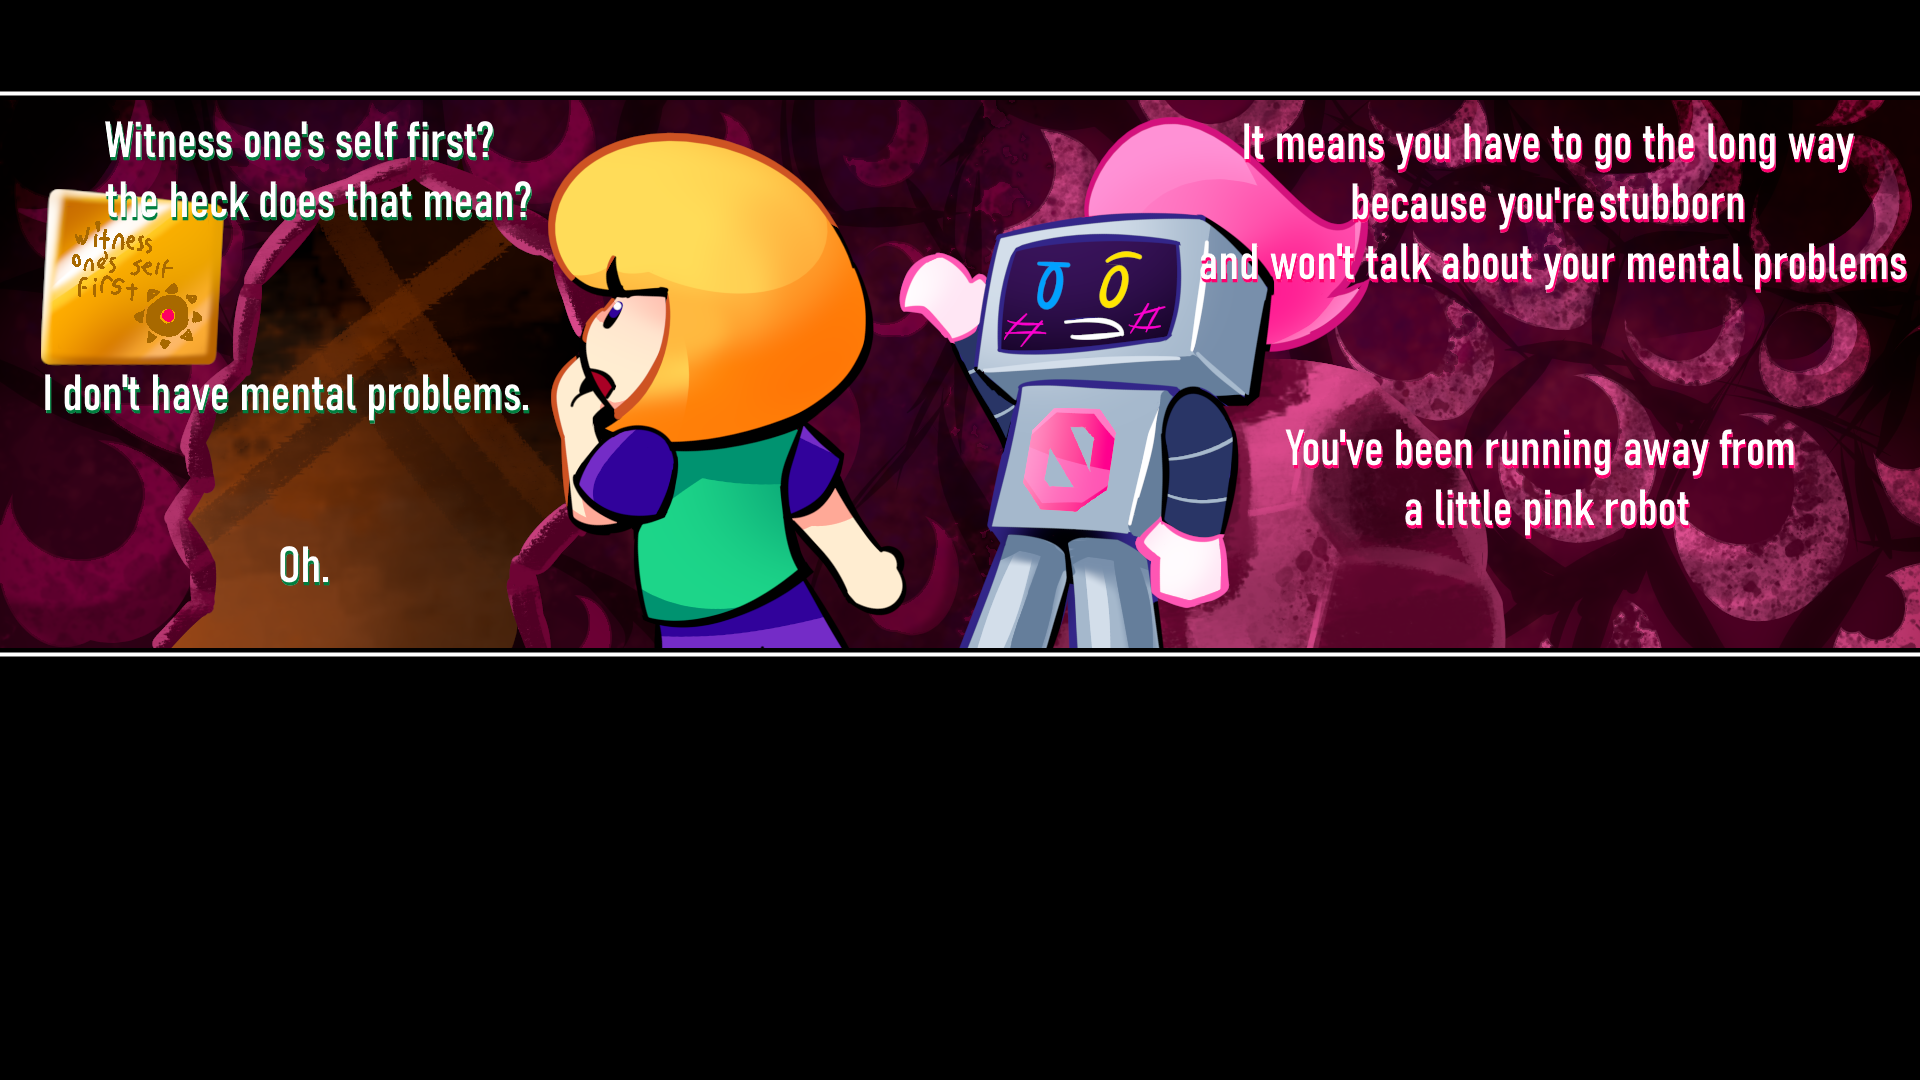 Witness one's self first?
the heck does that mean?
witness
one's self
first
It means you have to go the long way
because you're stubborn
and won't talk about your mental problems
I don't have mental problems.
You've been running away from
a little pink robot
Oh.